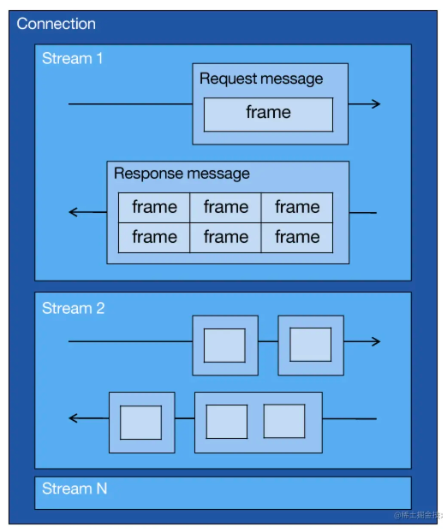 Connection
Stream 1
Request message
frame
Response message
frame frame frame
frame frame frame
Stream 2
Stream N
@稀土掘金技术社区